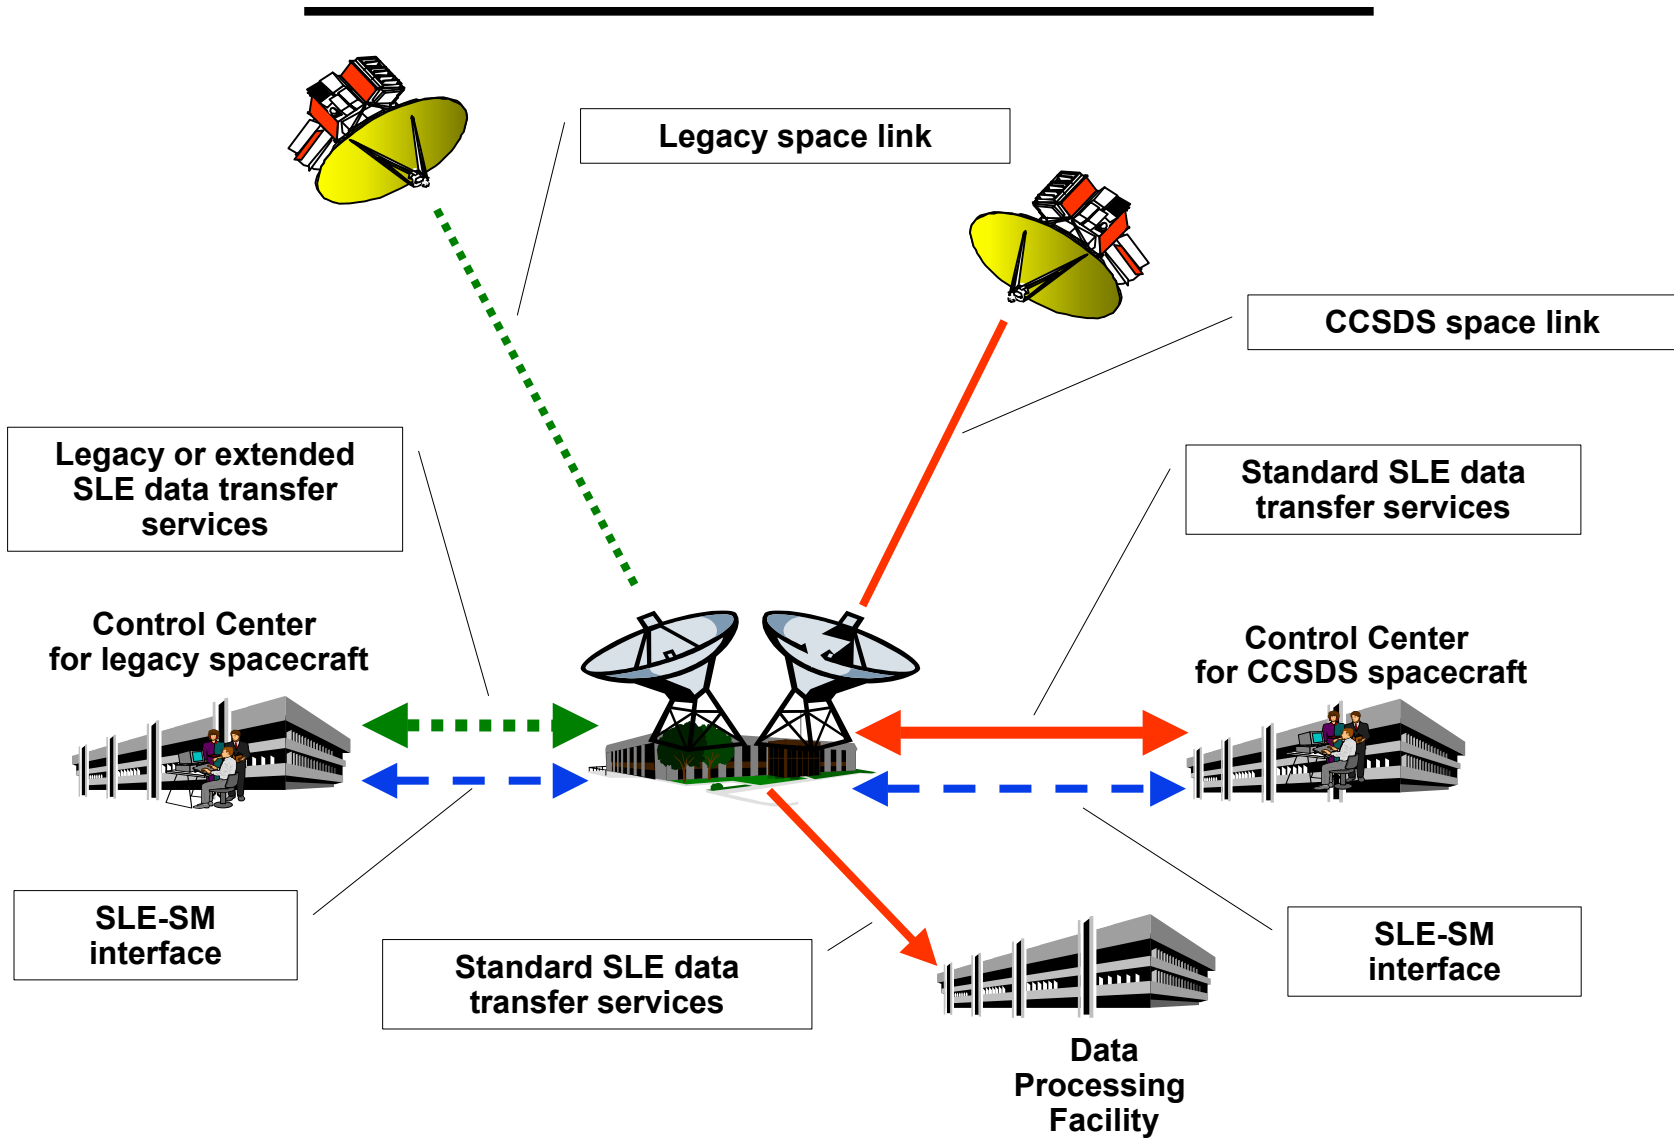 Legacy space link
CCSDS space link
Legacy or extended
SLE data transfer
services
Standard SLE data
transfer services
Control Center
for legacy spacecraft
Control Center
for CCSDS spacecraft
SLE-SM
interface
Standard SLE data
transfer services
SLE-SM
interface
Data
Processing
Facility